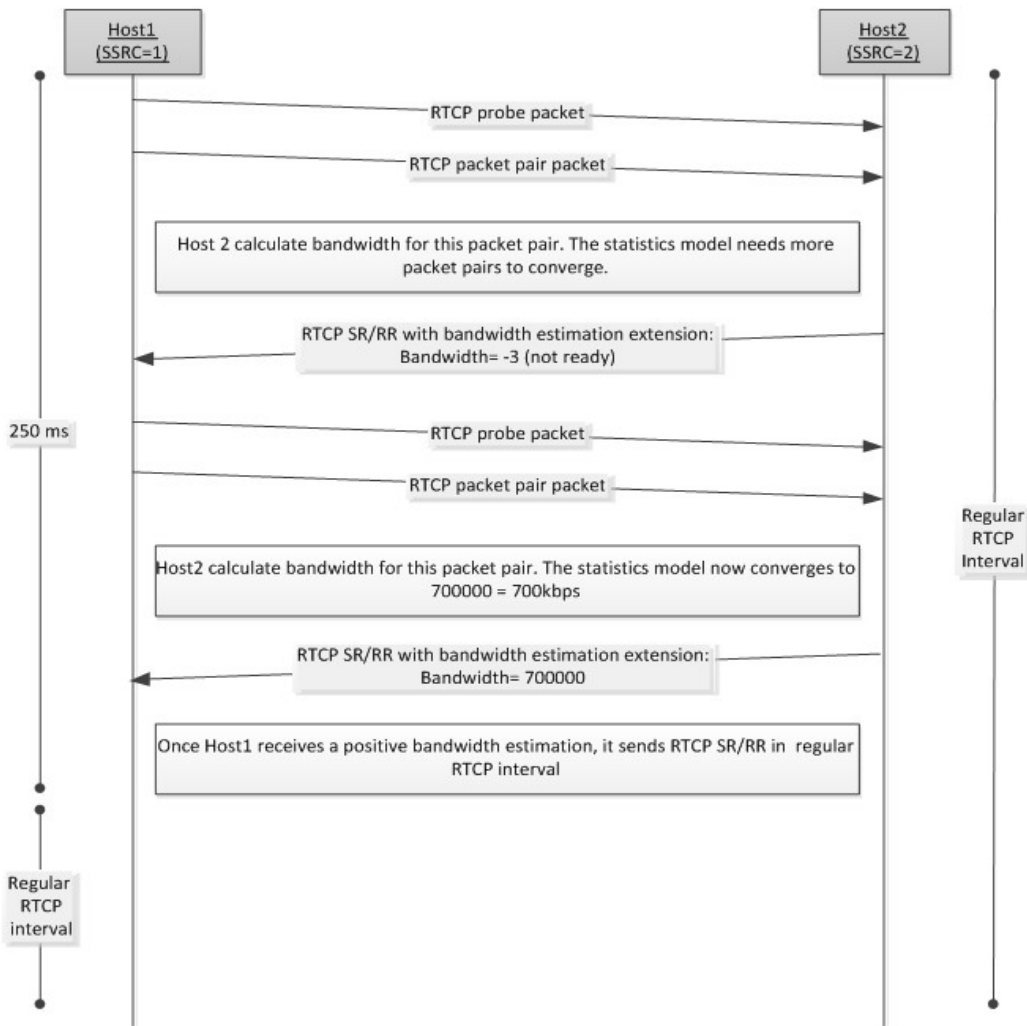 Host1
(SSRC=1)
Host2
(SSRC=2)
RTCP probe packet
RTCP packet pair packet
Host 2 calculate bandwidth for this packet pair. The statistics model needs more
packet pairs to converge.
RTCP SR/RR with bandwidth estimation extension:
Bandwidth= -3 (not ready)
250 ms
RTCP probe packet
RTCP packet pair packet
Regular
RTCP
Interval
Host2 calculate bandwidth for this packet pair. The statistics model now converges to
700000 = 700kbps
RTCP SR/RR with bandwidth estimation extension:
Bandwidth= 700000
Once Host1 receives a positive bandwidth estimation, it sends RTCP SR/RR in regular
RTCP interval
Regular
RTCP
interval